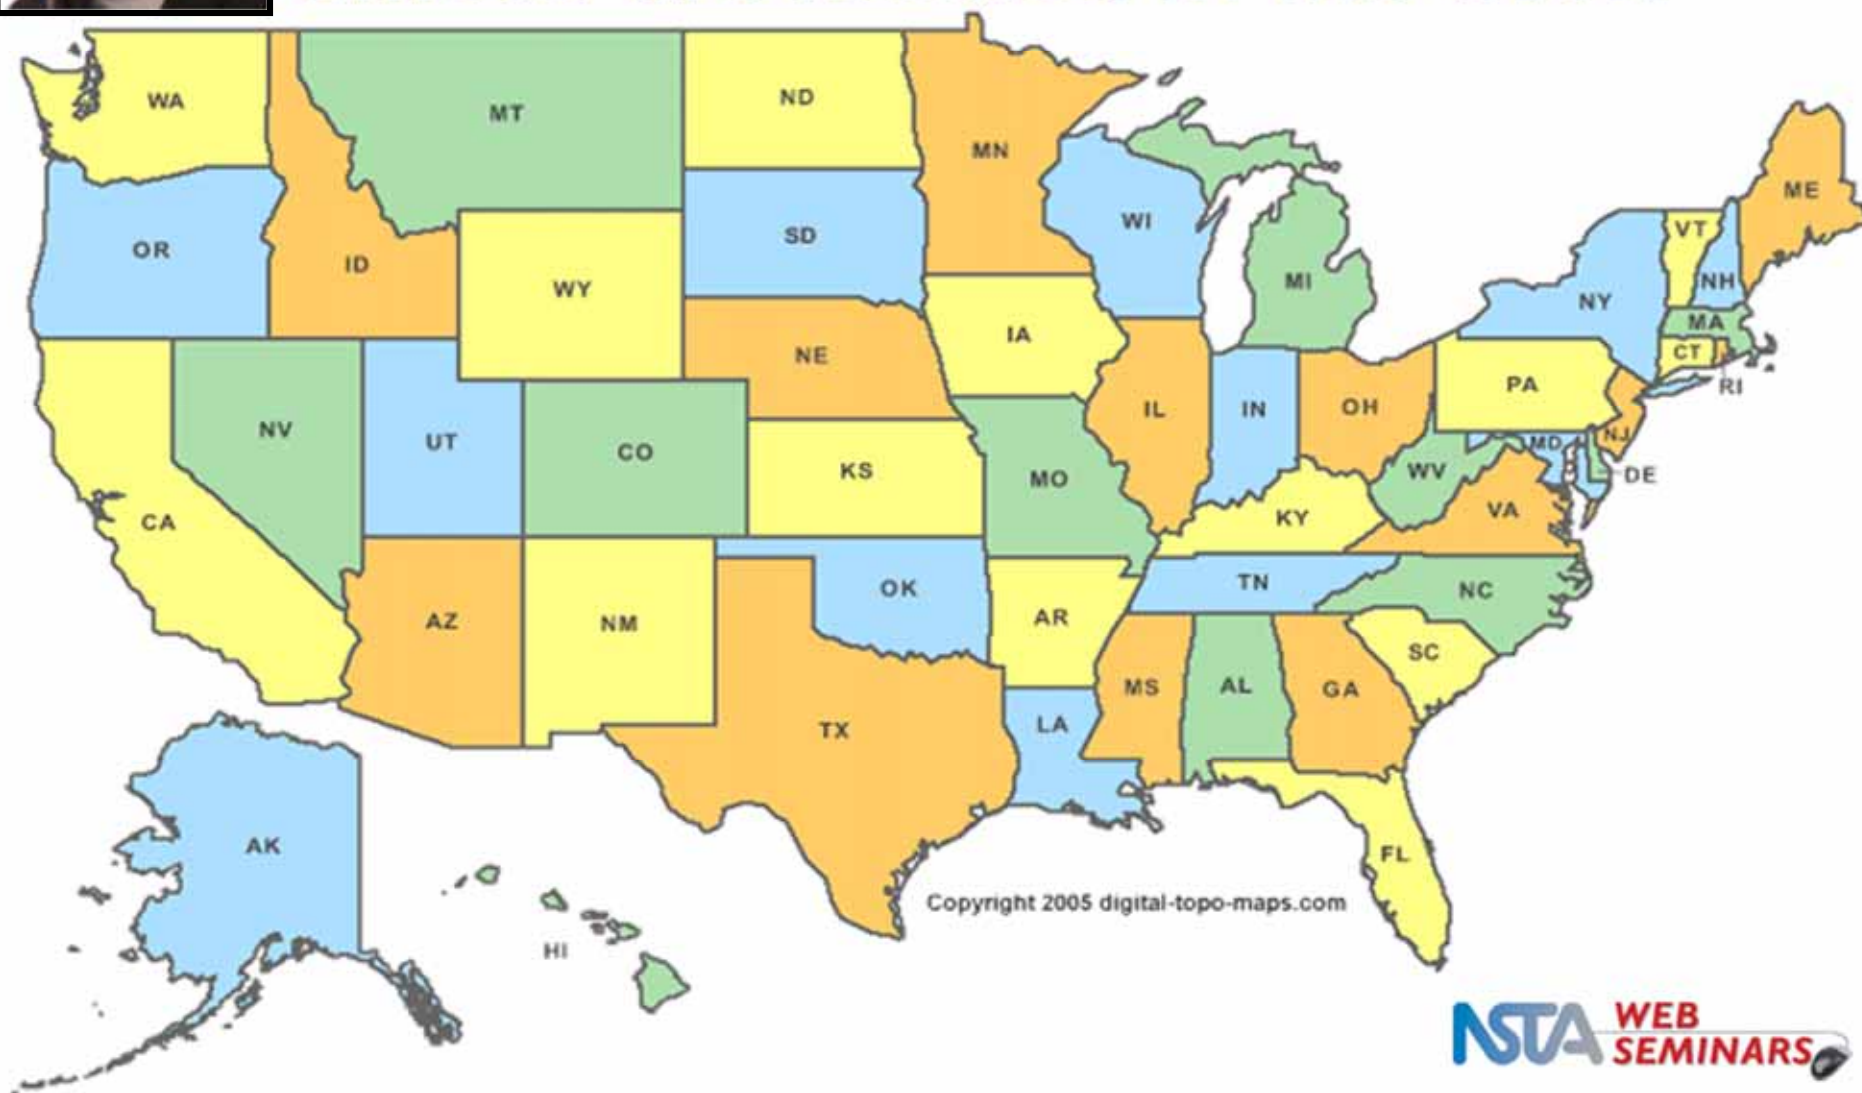 WA
MT
ND
MN
OR
ID
WY
SD
WI
MI
ME
VT
NH
NY
MA
CT
RI
NV
UT
CO
NE
IA
IL
IN
OH
PA
NJ
CA
KS
MO
KY
WV
MD
DE
VA
AZ
NM
OK
AR
TN
NC
TX
LA
MS
AL
GA
SC
FL
AK
HI
Copyright 2005 digital-topo-maps.com
NSTA WEB
SEMINARS